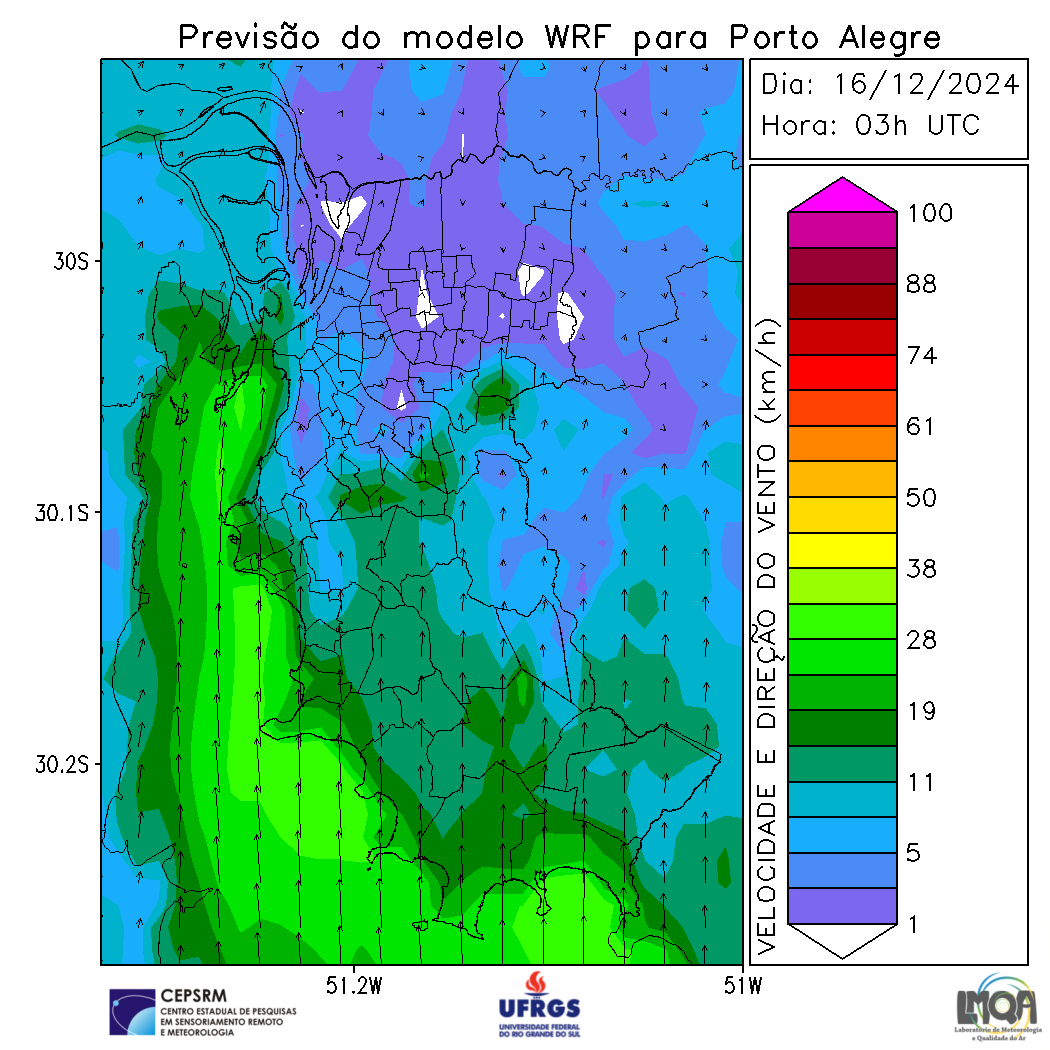 Previsão do modelo WRF para Porto Alegre
Dia: 16/12/2024
Hora: 03h UTC
30S
30.1S
30.2S
51.2W
51W
VELOCIDADE E DIREÇÃO DO VENTO (km/h)
100
88
74
61
50
38
28
19
11
5
1
CEPSRM
CENTRO ESTADUAL DE PESQUISAS
EM SENSORIAMENTO REMOTO
E METEOROLOGIA
UFRGS
UNIVERSIDADE FEDERAL
DO RIO GRANDE DO SUL
LMQA
Laboratório de Meteorologia
e Qualidade do Ar